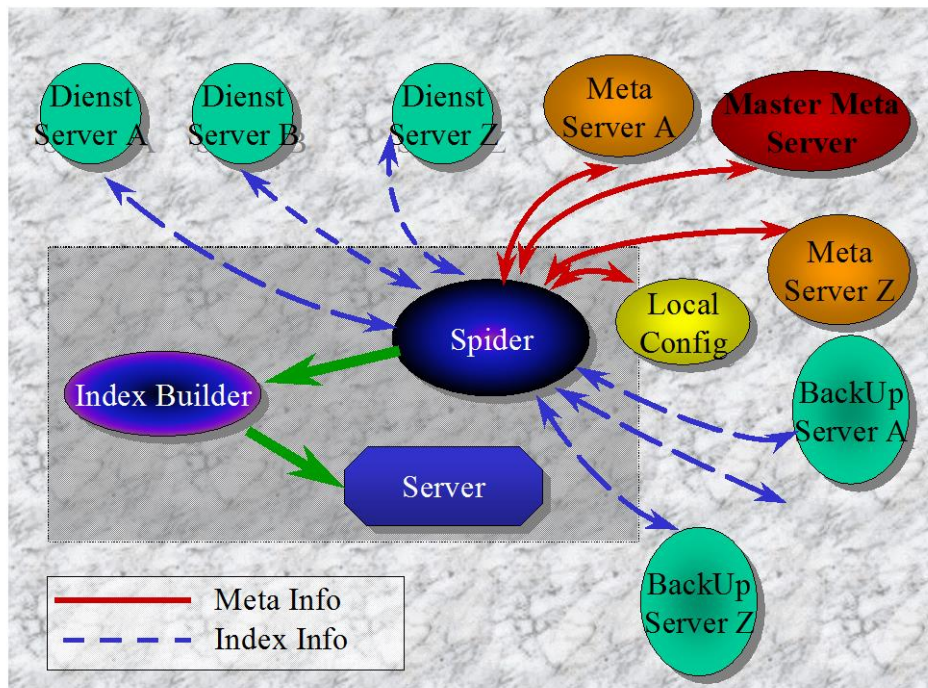 Dienst
Server A
Dienst
Server B
Dienst
Server Z
Meta
Server A
Master Meta
Server
Meta
Server Z
Local
Config
Spider
Index Builder
Server
BackUp
Server A
BackUp
Server Z
Meta Info
Index Info